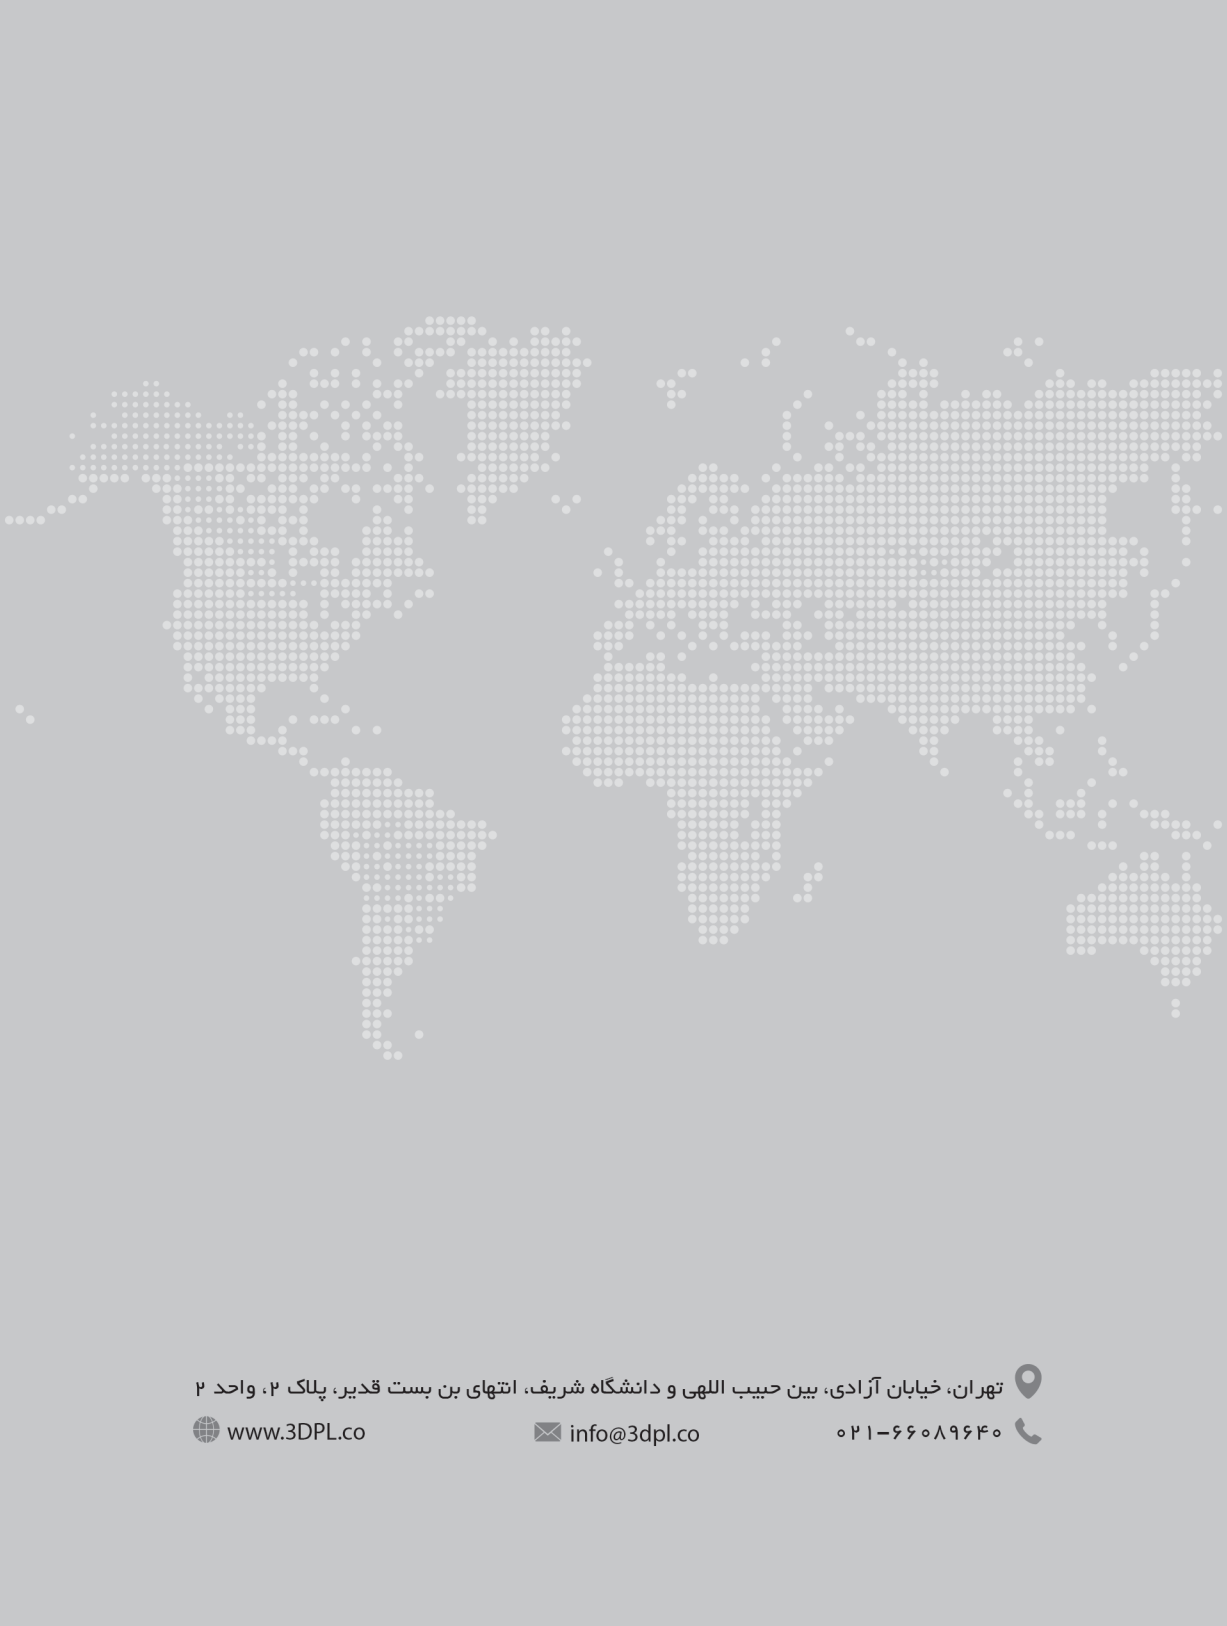 تهران، خیابان آزادی، بین حبیب اللهی و دانشگاه شریف، انتهای بن بست قدیر، پلاک ۲، واحد ۲
۰۲۱-۶۶۰۸۹۶۴۰ info@3dpl.co www.3DPL.co